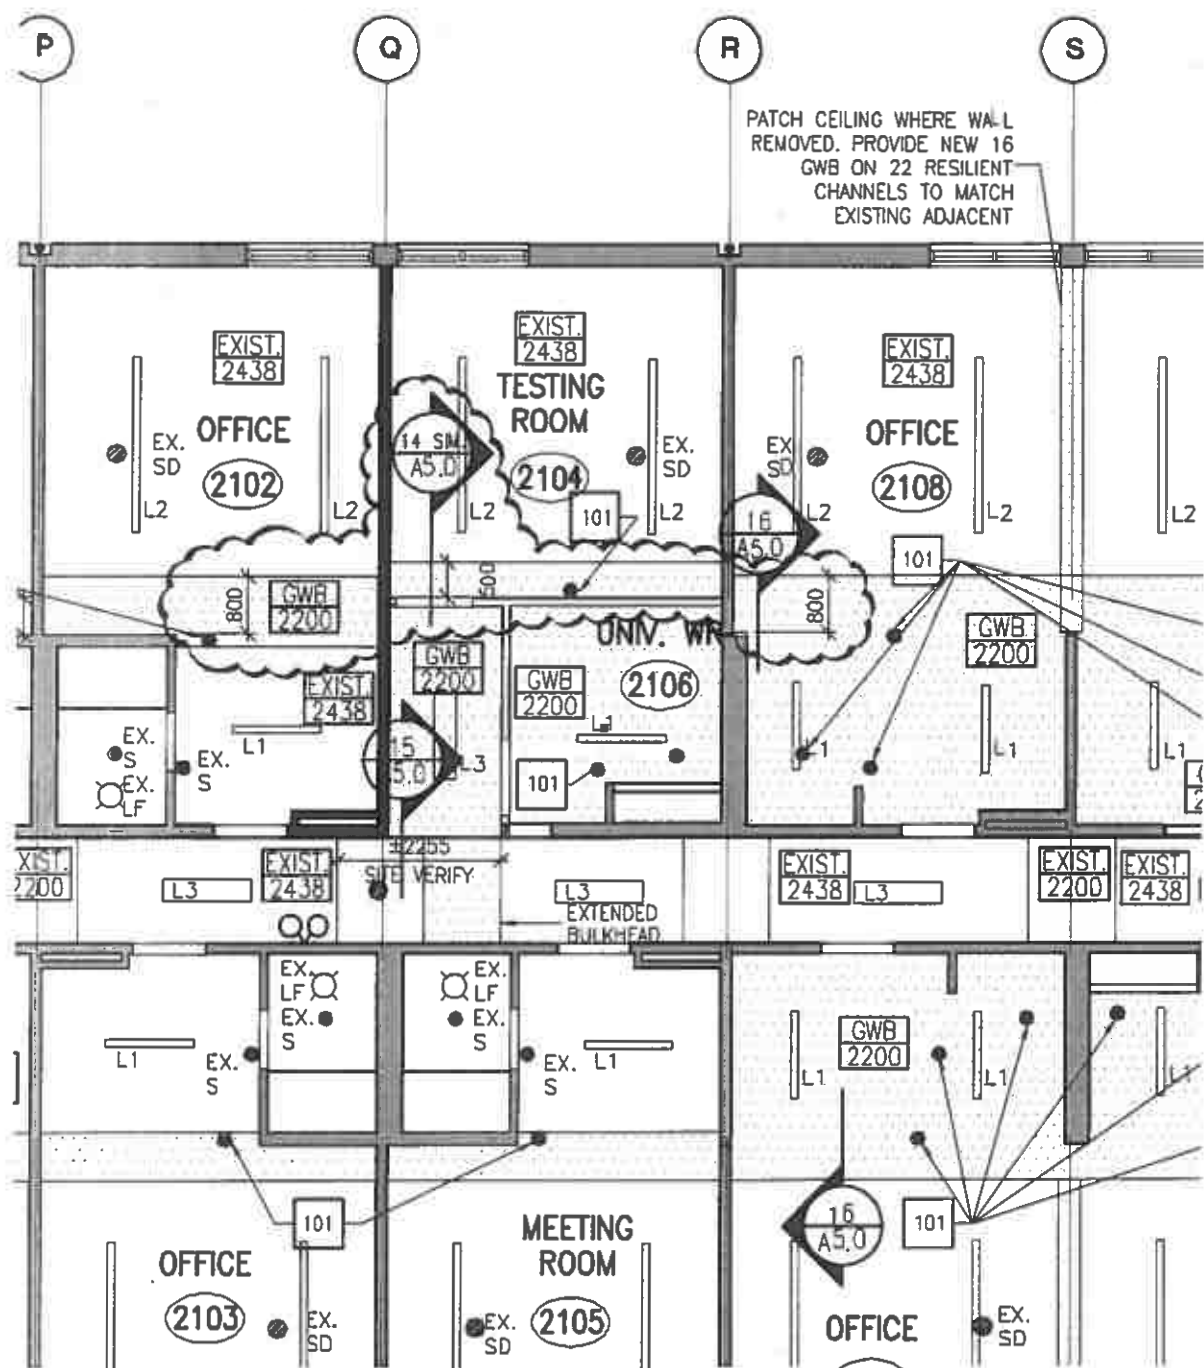 P
Q
R
S
PATCH CEILING WHERE WALL
REMOVED. PROVIDE NEW 16
GWB ON 22 RESILIENT
CHANNELS TO MATCH
EXISTING ADJACENT
EXIST.
2438
OFFICE
2102
EX.
SD
L2
L2
EXIST.
2438
TESTING
ROOM
2104
14 SIM.
A5.0
L2
EX.
SD
L2
101
EXIST.
2438
OFFICE
2108
EX
SD
L2
16
A5.0
L2
L2
101
800
GWB
2200
800
GWB
2200
GWB
2200
UNIV.
2106
GWB
2200
L1
101
EXIST.
2438
L1
EX.
S
EX.
LF
EX.
S
15
L3
L1
L1
L1
EXIST.
2438
±2255
SITE VERIFY
L3
L3
EXTENDED
BULKHEAD
EXIST.
2438
L3
EXIST.
2200
EXIST.
2438
2200
EX.
LF
EX.
S
EX.
LF
EX.
S
L1
EX.
S
EX.
S
L1
GWB
2200
L1
L1
L1
101
OFFICE
2103
EX.
SD
MEETING
ROOM
2105
EX.
SD
16
A5.0
101
OFFICE
EX.
SD